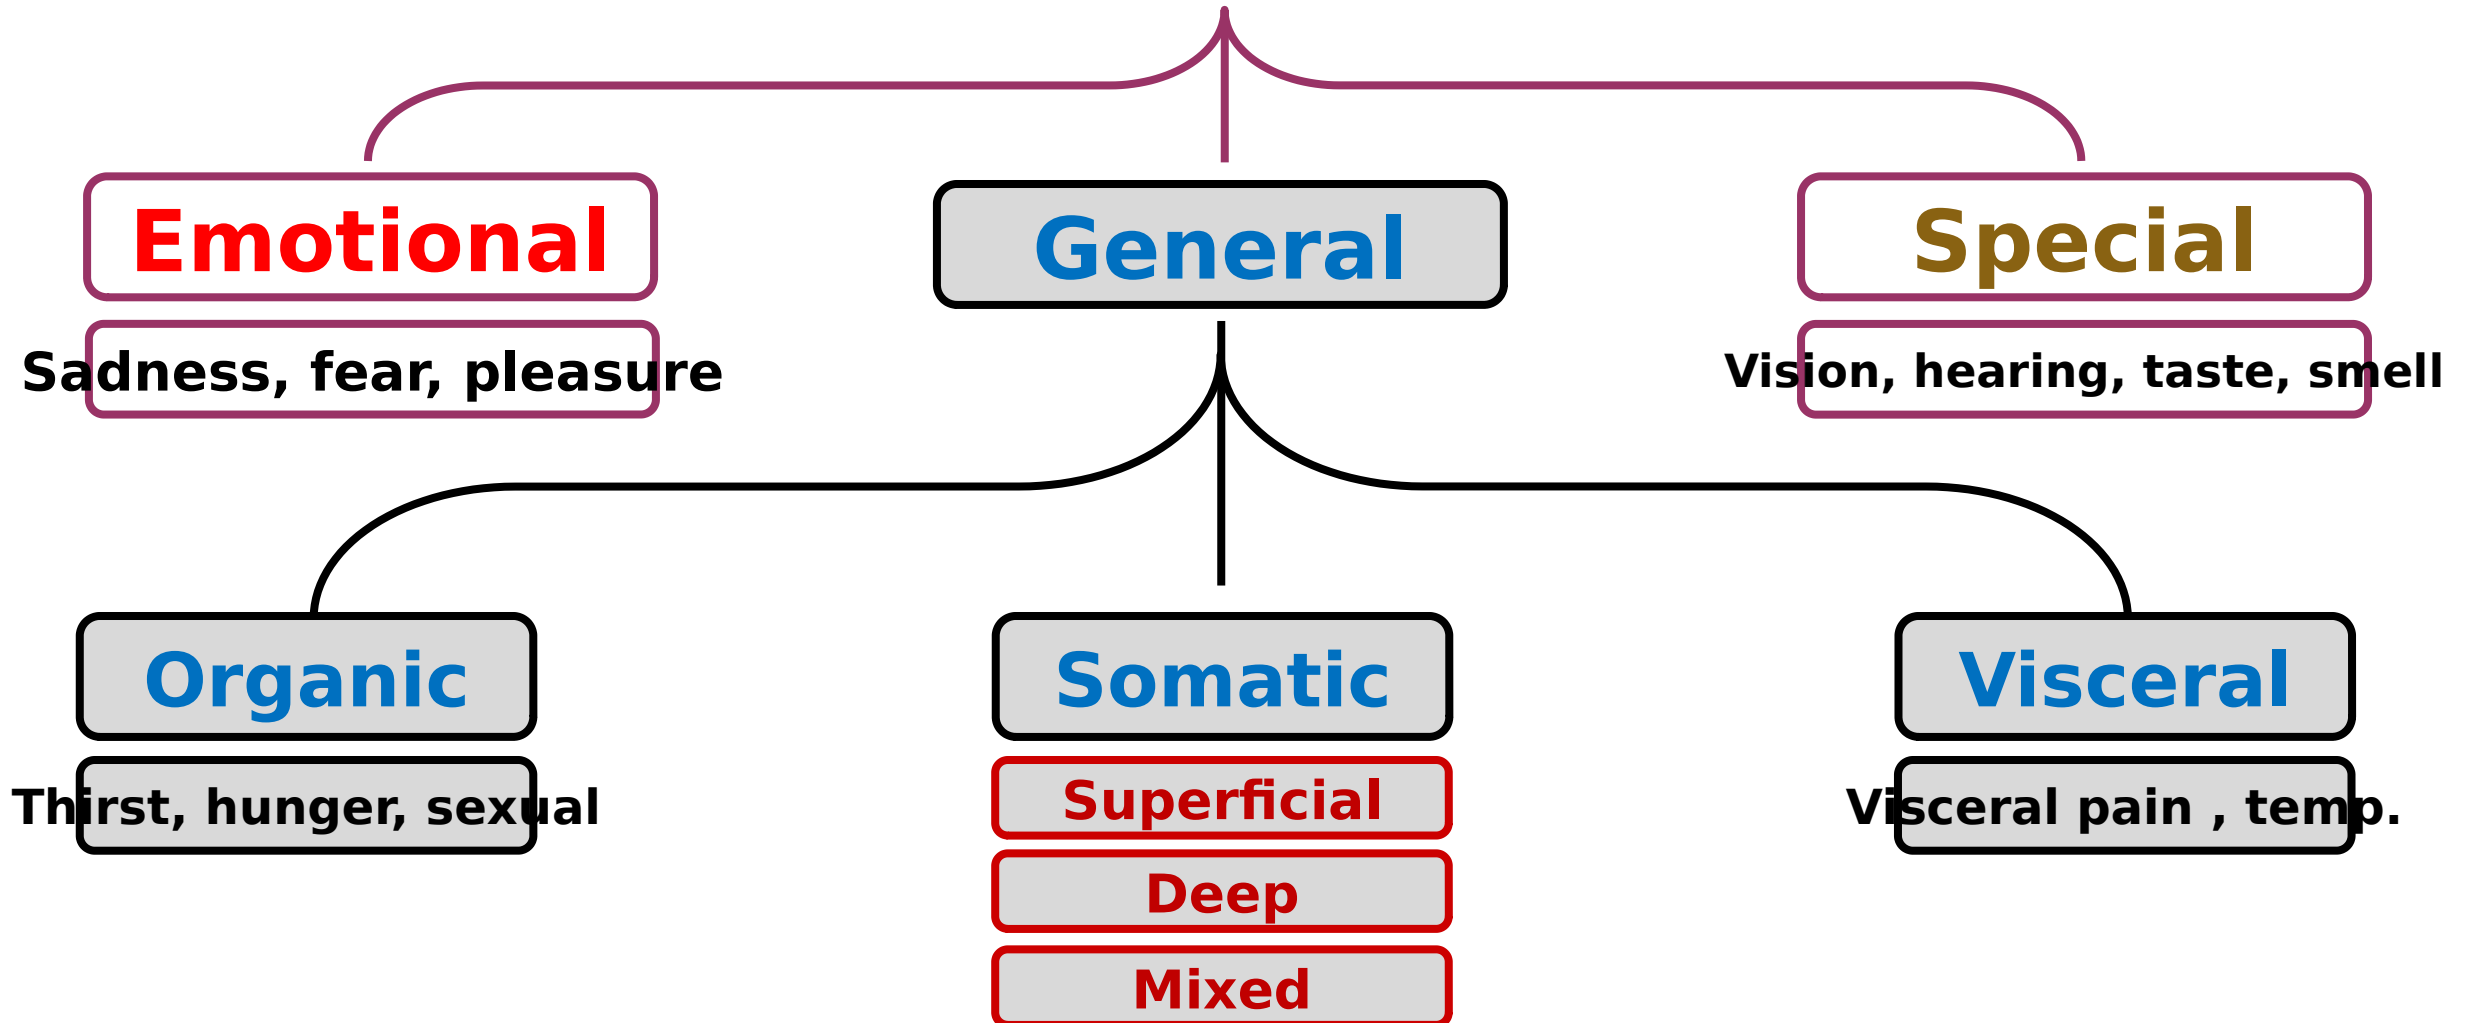 Emotional
General
Special
Sadness, fear, pleasure
Vision, hearing, taste, smell
Organic
Somatic
Visceral
Thirst, hunger, sexual
Superficial
Visceral pain , temp.
Deep
Mixed